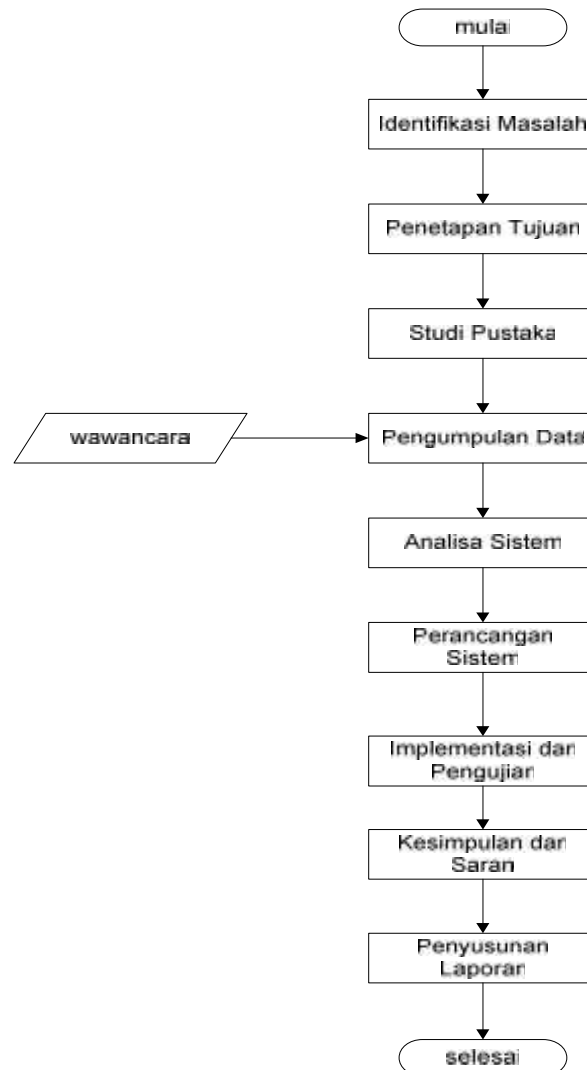 mulai
Identifikasi Masalah
Penetapan Tujuan
Studi Pustaka
wawancara
Pengumpulan Data
Analisa Sistem
Perancangan
Sistem
Implementasi dan
Pengujian
Kesimpulan dan
Saran
Penyusunan
Laporan
selesai